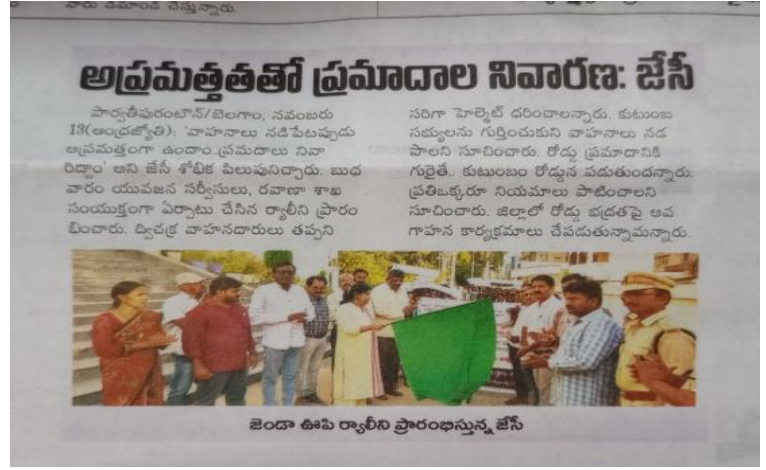 వారు డిమాండ్ చేస్తున్నారు.
అప్రమత్తతతో ప్రమాదాల నివారణ: జేసీ
పార్వతీపురంటౌన్/బెలగాం, నవంబరు
13(ఆంధ్రజ్యోతి): 'వాహనాలు నడిపేటప్పుడు
అప్రమత్తంగా ఉందాం..ప్రమదాలు నివా
రిద్దాం' అని జేసీ శోభిక పిలుపునిచ్చారు. బుధ
వారం యువజన సర్వీసులు, రవాణా శాఖ
సంయుక్తంగా ఏర్పాటు చేసిన ర్యాలీని ప్రారం
భించారు. ద్విచక్ర వాహనదారులు తప్పని
సరిగా హెల్మెట్ ధరించాలన్నారు. కుటుంబ
సభ్యులను గుర్తించుకుని వాహనాలు నడ
పాలని సూచించారు. రోడ్డు ప్రమాదానికి
గురైతే.. కుటుంబం రోడ్డున పడుతుందన్నారు.
ప్రతిఒక్కరూ నియమాలు పాటించాలని
సూచించారు. జిల్లాలో రోడ్డు భద్రతపై అవ
గాహన కార్యక్రమాలు చేపడుతున్నామన్నారు.
జెండా ఊపి ర్యాలీని ప్రారంభిస్తున్న జేసీ